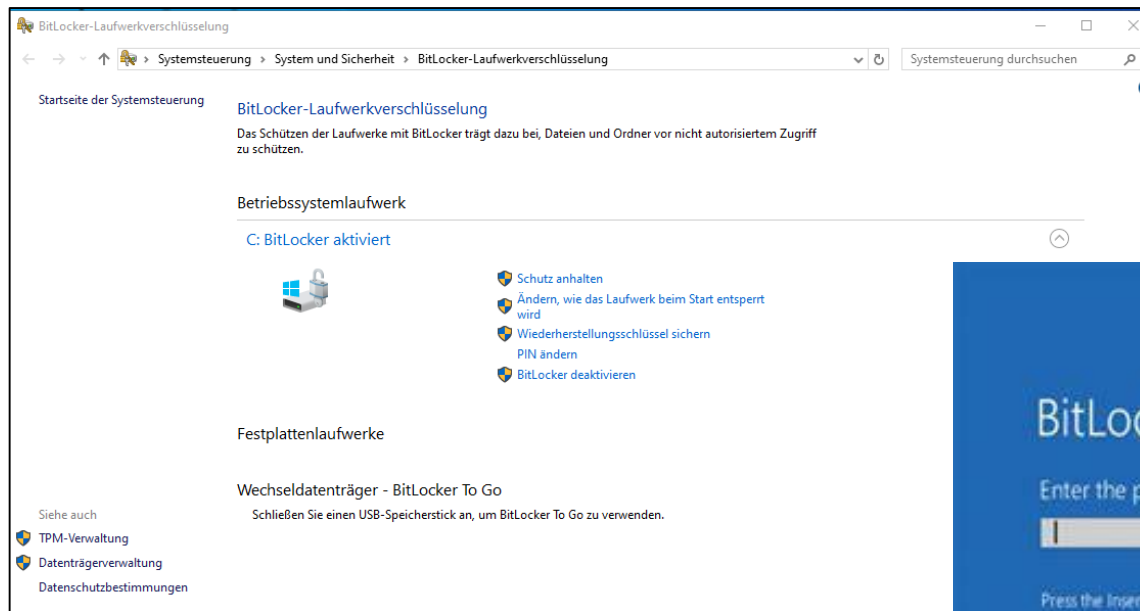 BitLocker-Laufwerkverschlüsselung
Systemsteuerung > System und Sicherheit > BitLocker-Laufwerkverschlüsselung
Systemsteuerung durchsuchen
Startseite der Systemsteuerung
BitLocker-Laufwerkverschlüsselung
Das Schützen der Laufwerke mit BitLocker trägt dazu bei, Dateien und Ordner vor nicht autorisiertem Zugriff
zu schützen.
Betriebssystemlaufwerk
C: BitLocker aktiviert
Schutz anhalten
Ändern, wie das Laufwerk beim Start entsperrt
wird
Wiederherstellungsschlüssel sichern
PIN ändern
BitLocker deaktivieren
Festplattenlaufwerke
Wechseldatenträger - BitLocker To Go
Schließen Sie einen USB-Speicherstick an, um BitLocker To Go zu verwenden.
Siehe auch
TPM-Verwaltung
Datenträgerverwaltung
Datenschutzbestimmungen
Enter the
Press the